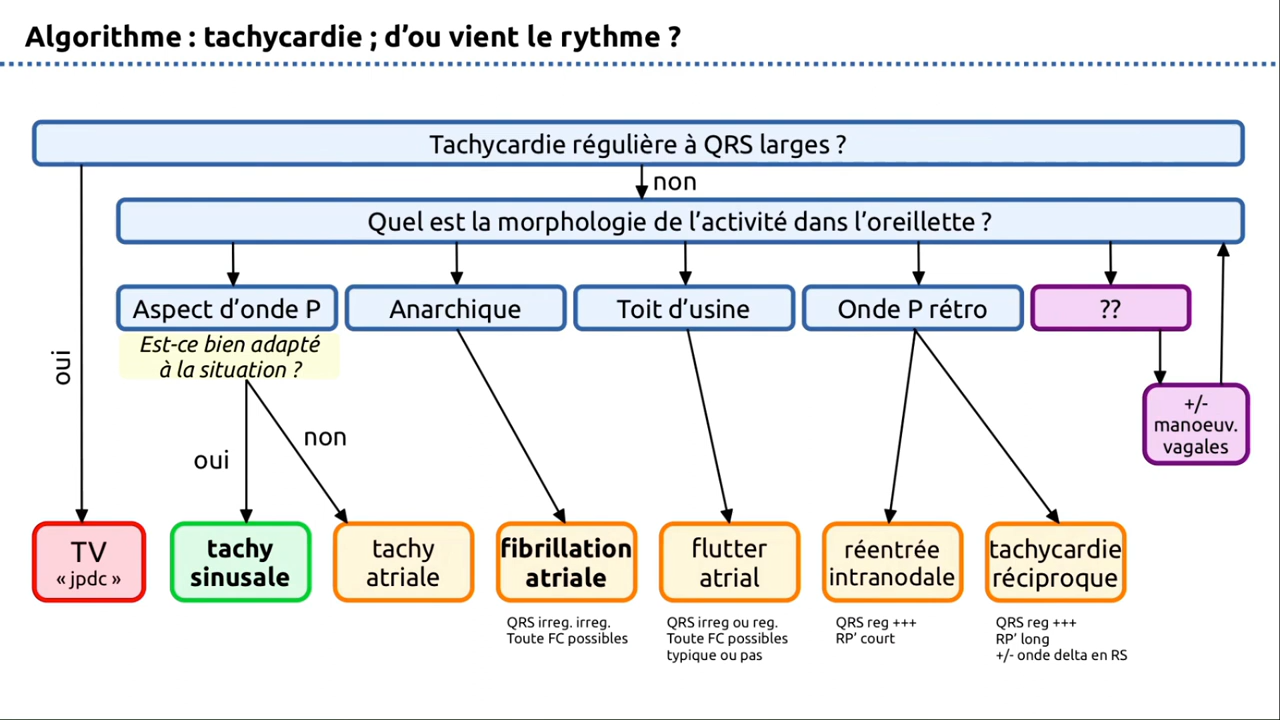 Algorithme : tachycardie ; d’ou vient le rythme ?
Tachycardie régulière à QRS larges ?
non
Quel est la morphologie de l’activité dans l’oreillette ?
Aspect d’onde P
Anarchique
Toit d’usine
Onde P rétro
??
Est-ce bien adapté
à la situation ?
oui
+/-
manoeuv.
vagales
non
oui
TV
« jpdc »
tachy
sinusale
tachy
atriale
fibrillation
atriale
flutter
atrial
réentrée
intranodale
tachycardie
réciproque
QRS irreg. irreg.
Toute FC possibles
QRS irreg ou reg.
Toute FC possibles
typique ou pas
QRS reg +++
RP’ court
QRS reg +++
RP’ long
+/- onde delta en RS